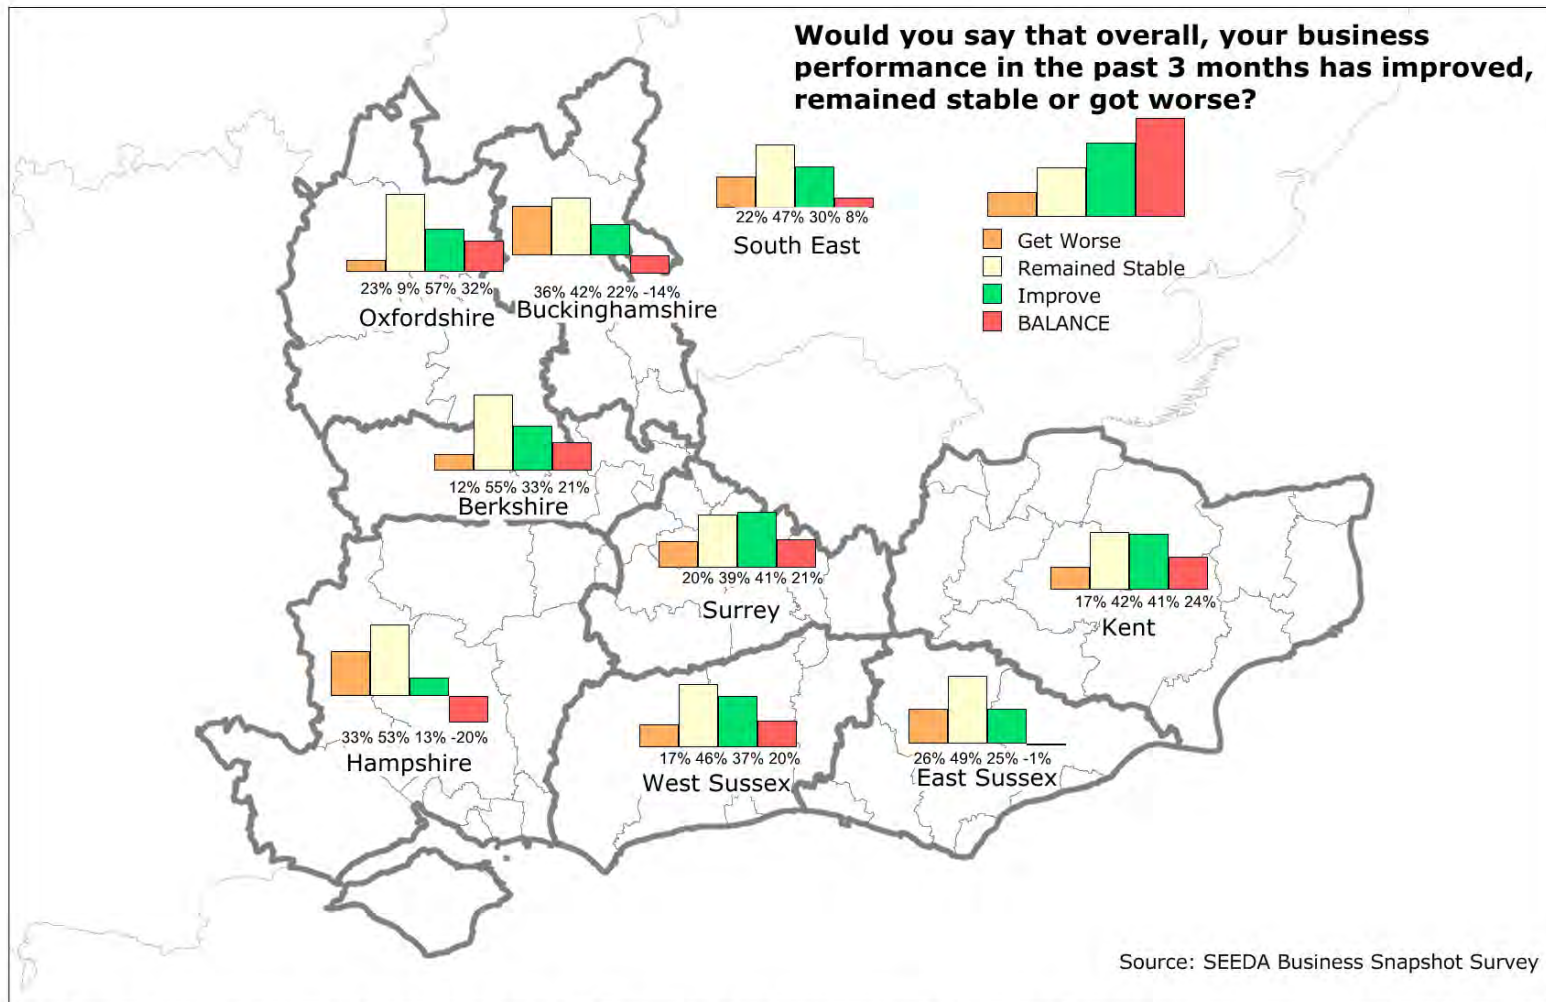 Would you say that overall, your business
performance in the past 3 months has improved,
remained stable or got worse?
22% 47% 30% 8%
South East
Get Worse
Remained Stable
Improve
BALANCE
23% 9% 57% 32%
Oxfordshire
36% 42% 22% -14%
Buckinghamshire
12% 55% 33% 21%
Berkshire
20% 39% 41% 21%
Surrey
17% 42% 41% 24%
Kent
33% 53% 13% -20%
Hampshire
17% 46% 37% 20%
West Sussex
26% 49% 25% -1%
East Sussex
Source: SEEDA Business Snapshot Survey